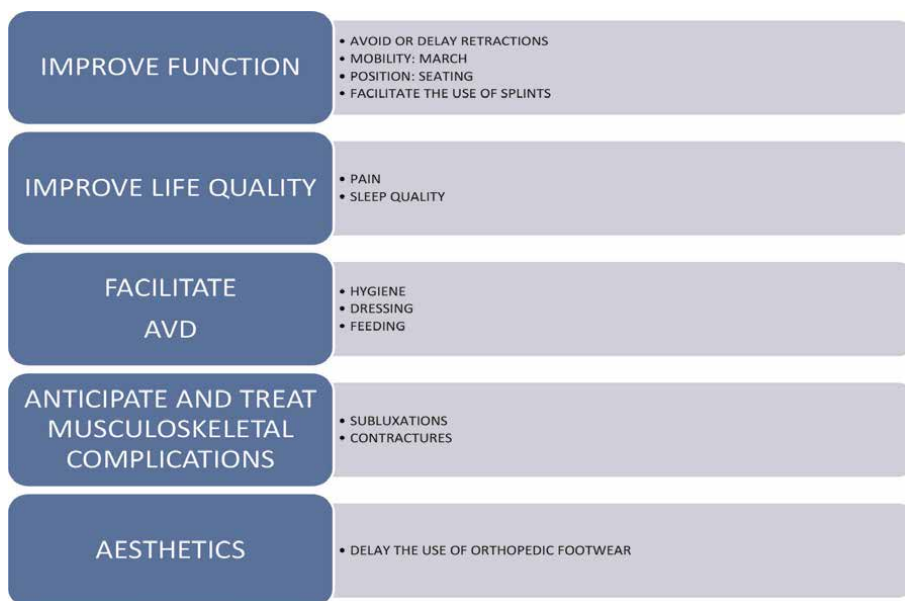 IMPROVE FUNCTION
• AVOID OR DELAY RETRACTIONS
• MOBILITY: MARCH
• POSITION: SEATING
• FACILITATE THE USE OF SPLINTS
IMPROVE LIFE QUALITY
• PAIN
• SLEEP QUALITY
FACILITATE
AVD
• HYGIENE
• DRESSING
• FEEDING
ANTICIPATE AND TREAT
MUSCULOSKELETAL
COMPLICATIONS
• SUBLUXATIONS
• CONTRACTURES
AESTHETICS
• DELAY THE USE OF ORTHOPEDIC FOOTWEAR